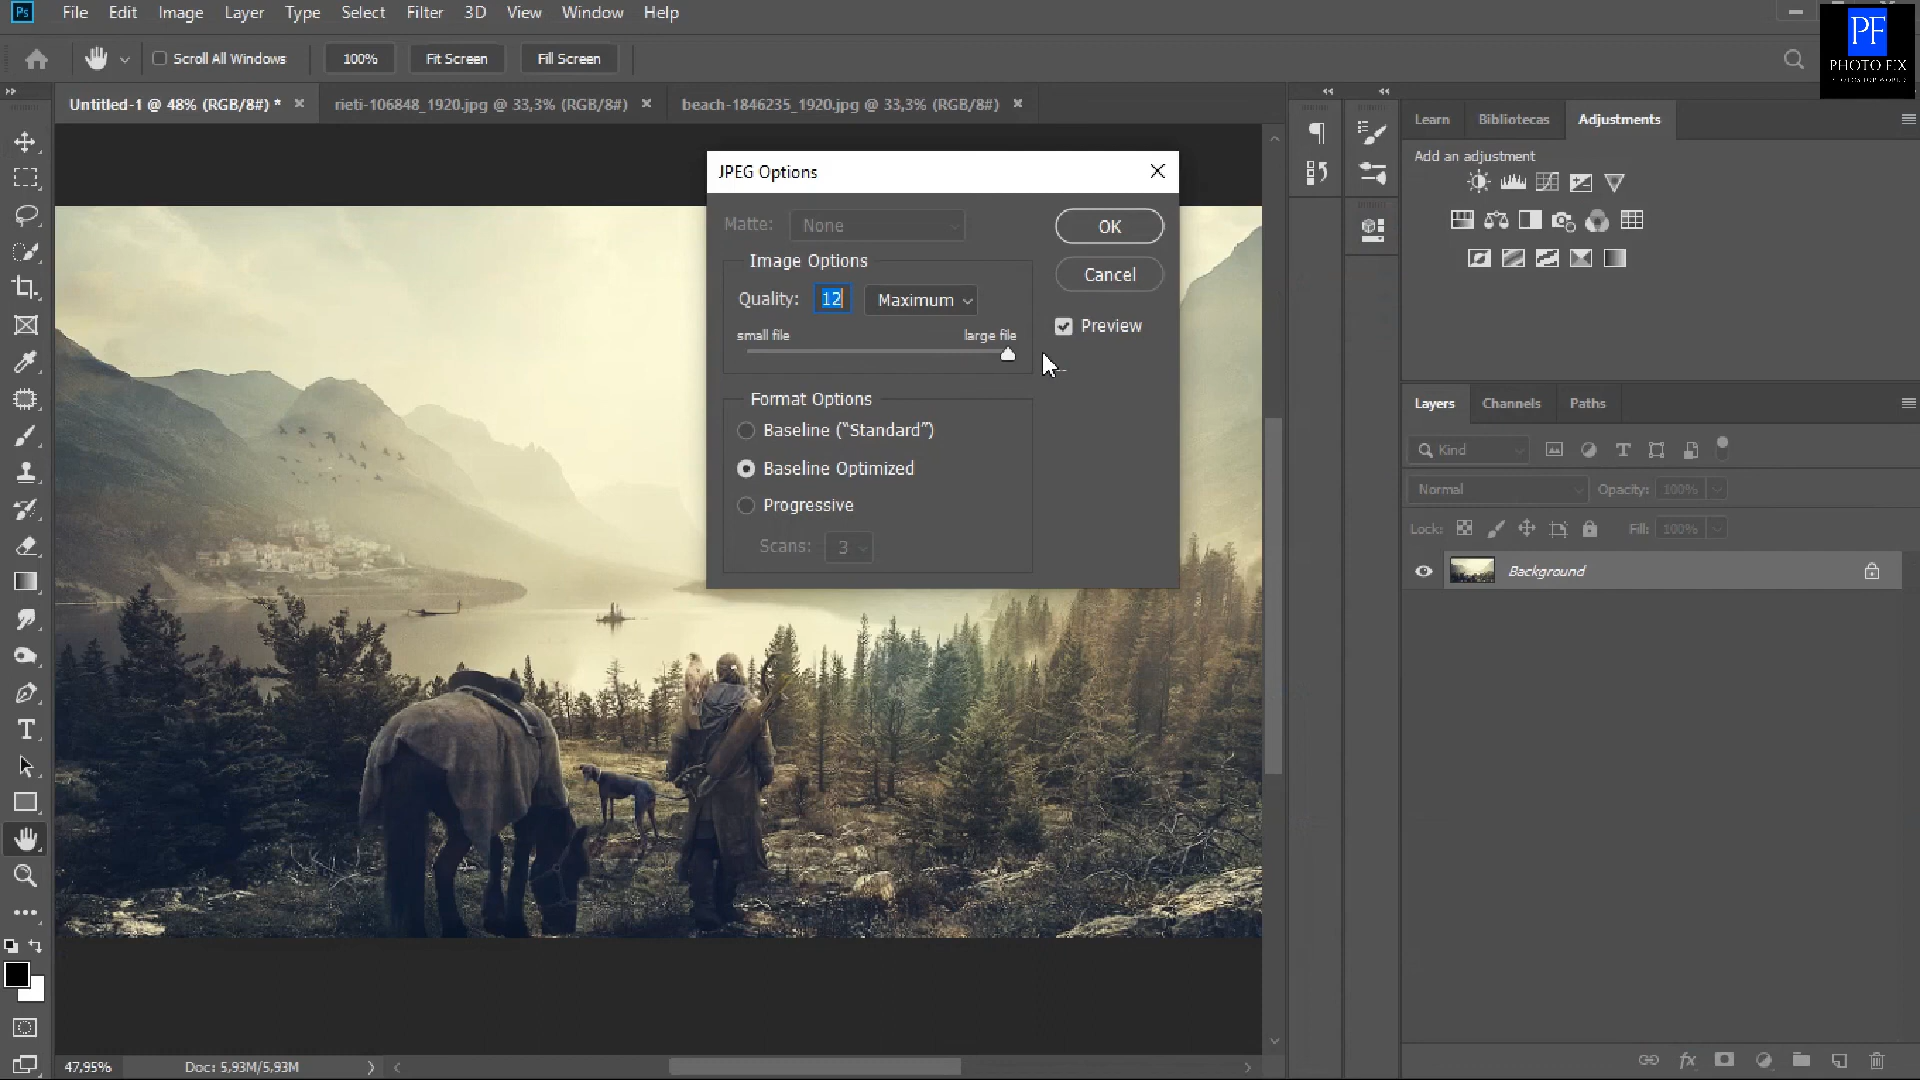 Ps File Edit Image Layer Type Select Filter 3D View Window Help
PF
PHOTO FIX
Scroll All Windows 100% Fit Screen Fill Screen
Untitled-1 @ 48% (RGB/8#) * rieti-106848_1920.jpg @ 33,3% (RGB/8#) beach-1846235_1920.jpg @ 33,3% (RGB/8#)
JPEG Options
Matte: None
OK
Image Options
Cancel
Quality: 12 Maximum
Preview
small file large file
Format Options
Baseline (“Standard”)
Baseline Optimized
Progressive
Scans: 3
Learn Bibliotecas Adjustments
Add an adjustment
Layers Channels Paths
Kind
Normal Opacity: 100%
Lock: Fill: 100%
Background
fx
47,95% Doc: 5,93M/5,93M